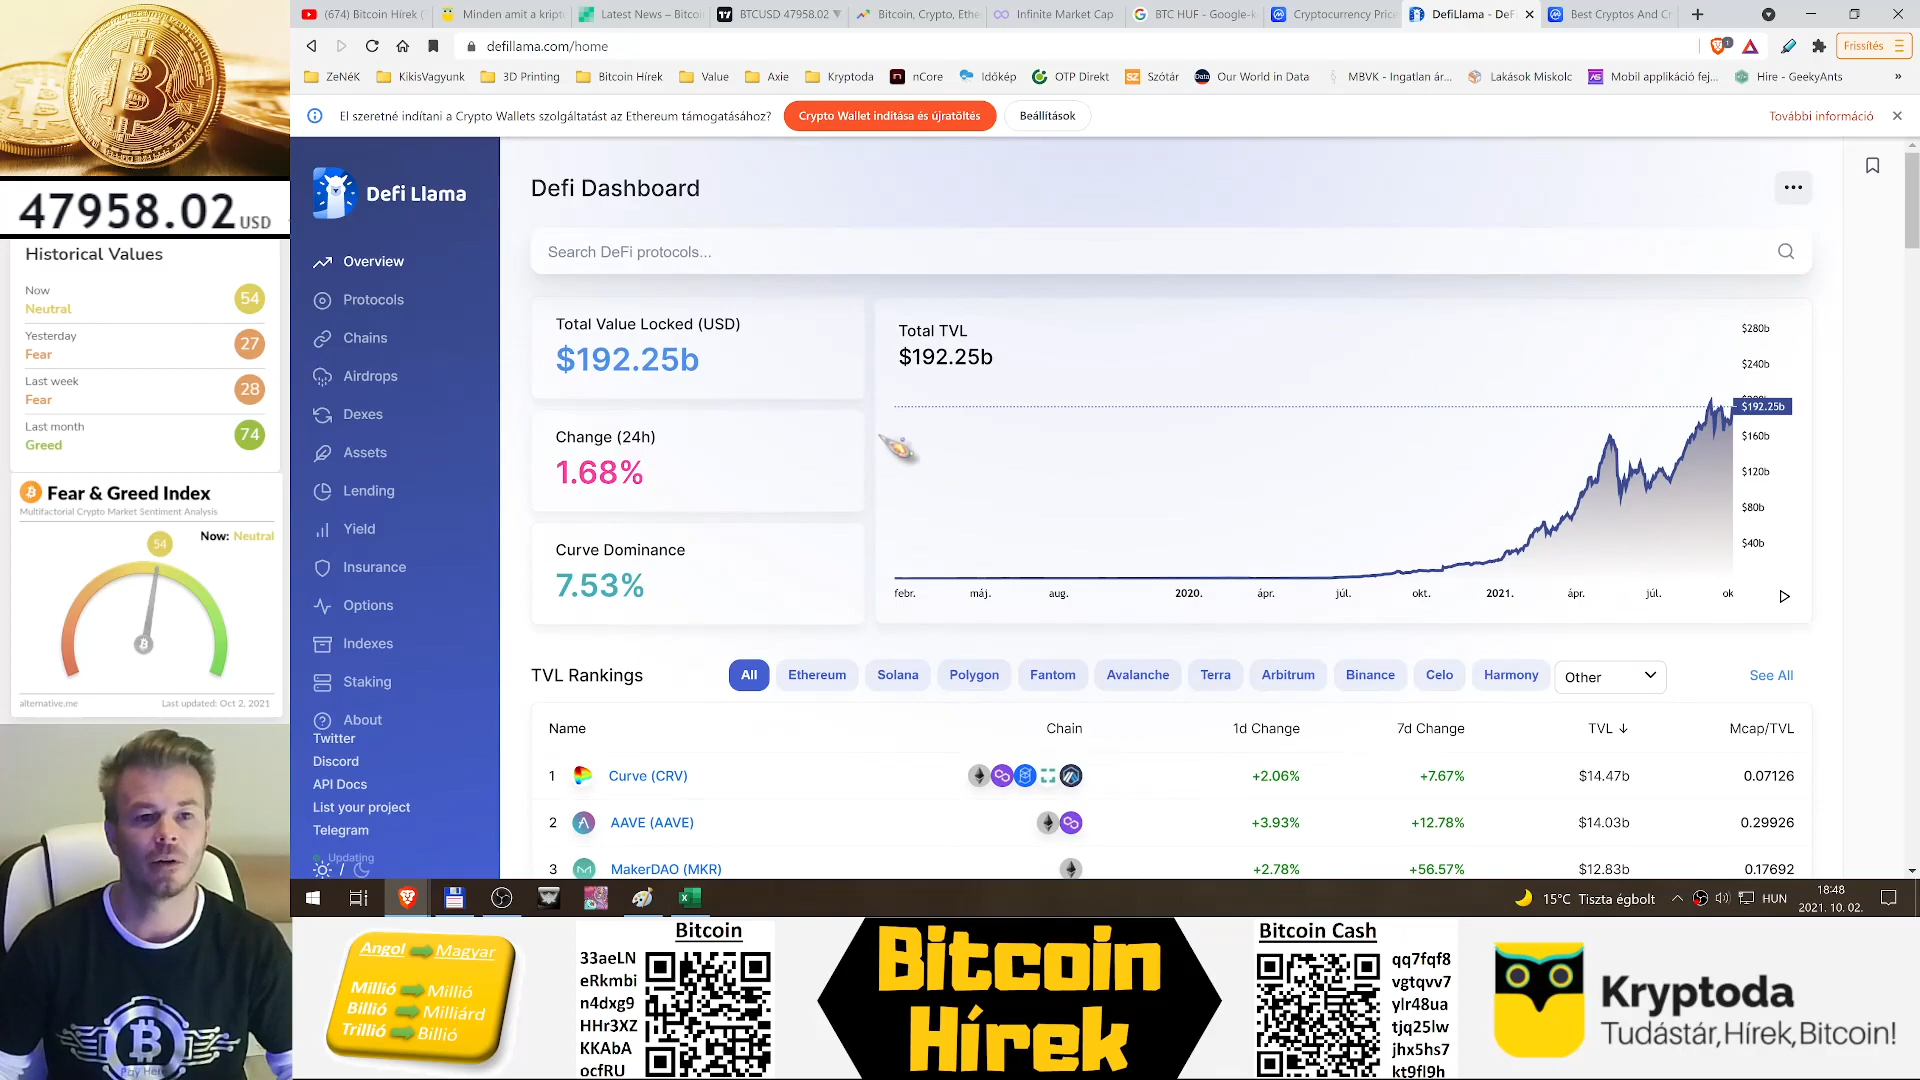 47958.02 USD
Historical Values
Now
Neutral
54
Yesterday
Fear
27
Last week
Fear
28
Last month
Greed
74
Fear & Greed Index
Multifactorial Crypto Market Sentiment Analysis
Now: Neutral
54
alternative.me
Last updated: Oct 2, 2021
(674) Bitcoin Hírek
Minden amit a kript
Latest News – Bitcoi
BTCUSD 47958.02
Bitcoin, Crypto, Ethe
Infinite Market Cap
BTC HUF - Google-k
Cryptocurrency Price
DefiLlama - DeF
Best Cryptos And Cr
defillama.com/home
1
Frissítés
ZeNéK
KikisVagyunk
3D Printing
Bitcoin Hírek
Value
Axie
Kryptoda
nCore
Időkép
OTP Direkt
Szótár
Our World in Data
MBVK - Ingatlan ár...
Lakások Miskolc
Mobil applikáció fej...
Hire - GeekyAnts
»
El szeretné indítani a Crypto Wallets szolgáltatást az Ethereum támogatásához?
Crypto Wallet indítása és újratöltés
Beállítások
További információ
Defi Llama
Overview
Protocols
Chains
Airdrops
Dexes
Assets
Lending
Yield
Insurance
Options
Indexes
Staking
About
Twitter
Discord
API Docs
List your project
Telegram
Updating
/
Defi Dashboard
Search DeFi protocols...
Total Value Locked (USD)
$192.25b
Change (24h)
1.68%
Curve Dominance
7.53%
Total TVL
$192.25b
$280b
$240b
$192.25b
$160b
$120b
$80b
$40b
febr. máj. aug. 2020. ápr. júl. okt. 2021. ápr. júl. ok
TVL Rankings
All Ethereum Solana Polygon Fantom Avalanche Terra Arbitrum Binance Celo Harmony Other
See All
Name Chain 1d Change 7d Change TVL ↓ Mcap/TVL
1 Curve (CRV) +2.06% +7.67% $14.47b 0.07126
2 AAVE (AAVE) +3.93% +12.78% $14.03b 0.29926
3 MakerDAO (MKR) +2.78% +56.57% $12.83b 0.17692
15°C Tiszta égbolt
HUN
18:48
2021. 10. 02.
Angol Magyar
Millió Millió
Billió Milliárd
Trillió Billió
Bitcoin
33aeLN
eRkmbi
n4dxg9
HHr3XZ
KKAbA
ocfRU
Bitcoin
Hírek
Bitcoin Cash
qq7fqf8
vgtqvv7
ylr48ua
tjq25lw
jhx5hs7
kt9fl9h
Kryptoda
Tudástár,Hírek,Bitcoin!